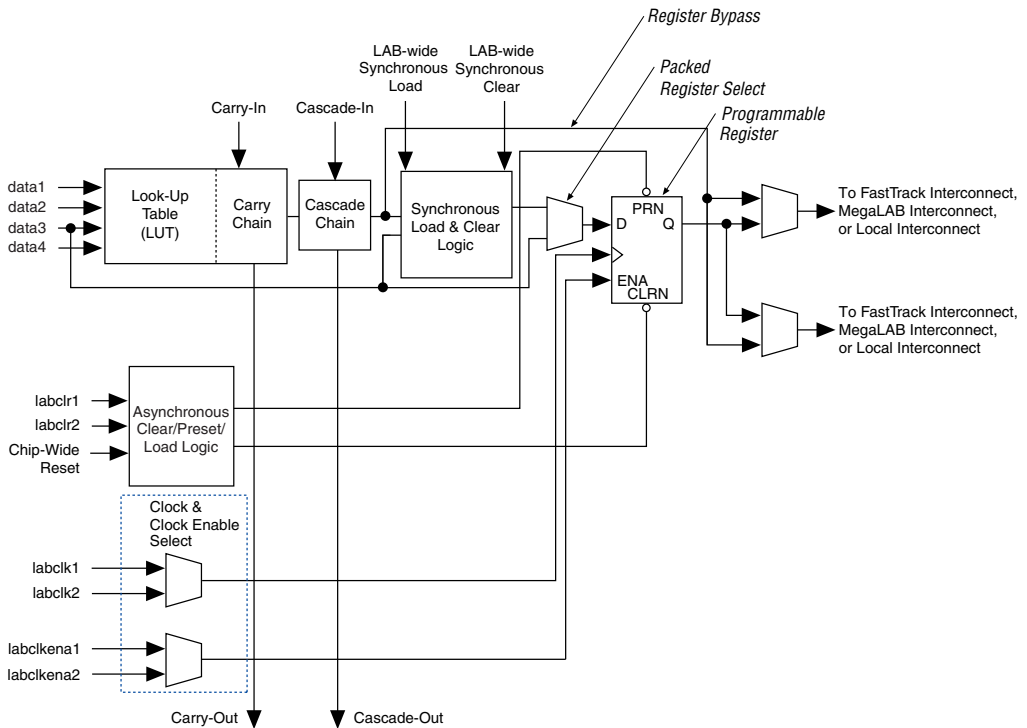 Register Bypass
LAB-wide
Synchronous
Load
LAB-wide
Synchronous
Clear
Packed
Register Select
Programmable
Register
Carry-In
Cascade-In
data1
data2
data3
data4
Look-Up
Table
(LUT)
Carry
Chain
Cascade
Chain
Synchronous
Load & Clear
Logic
PRN
D
Q
ENA
CLRN
To FastTrack Interconnect,
MegaLAB Interconnect,
or Local Interconnect
To FastTrack Interconnect,
MegaLAB Interconnect,
or Local Interconnect
labclr1
labclr2
Chip-Wide
Reset
Asynchronous
Clear/Preset/
Load Logic
Clock &
Clock Enable
Select
labclk1
labclk2
labclkena1
labclkena2
Carry-Out
Cascade-Out